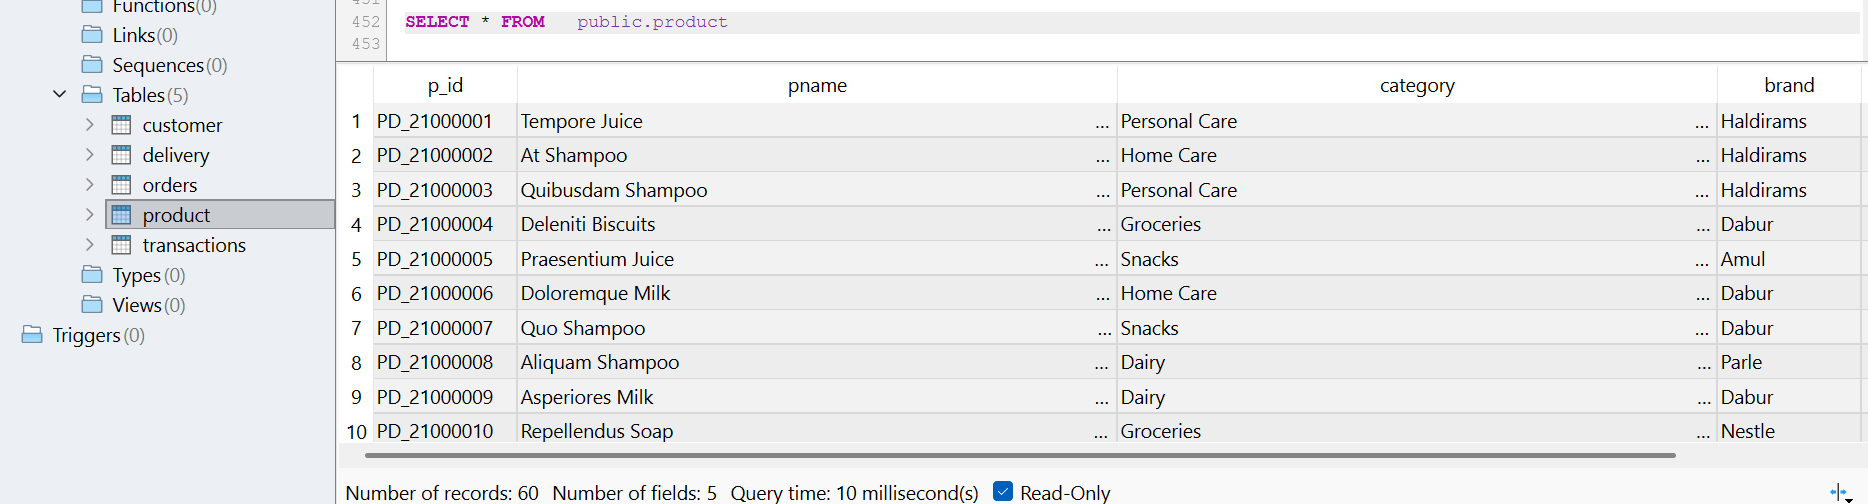 Functions(0)
Links(0)
Sequences(0)
Tables(5)
customer
delivery
orders
product
transactions
Types(0)
Views(0)
Triggers(0)
451
452 SELECT * FROM public.product
453
p_id pname category brand
1 PD_21000001 Tempore Juice ... Personal Care ... Haldirams
2 PD_21000002 At Shampoo ... Home Care ... Haldirams
3 PD_21000003 Quibusdam Shampoo ... Personal Care ... Haldirams
4 PD_21000004 Deleniti Biscuits ... Groceries ... Dabur
5 PD_21000005 Praesentium Juice ... Snacks ... Amul
6 PD_21000006 Doloremque Milk ... Home Care ... Dabur
7 PD_21000007 Quo Shampoo ... Snacks ... Dabur
8 PD_21000008 Aliquam Shampoo ... Dairy ... Parle
9 PD_21000009 Asperiores Milk ... Dairy ... Dabur
10 PD_21000010 Repellendus Soap ... Groceries ... Nestle
Number of records: 60 Number of fields: 5 Query time: 10 millisecond(s) Read-Only